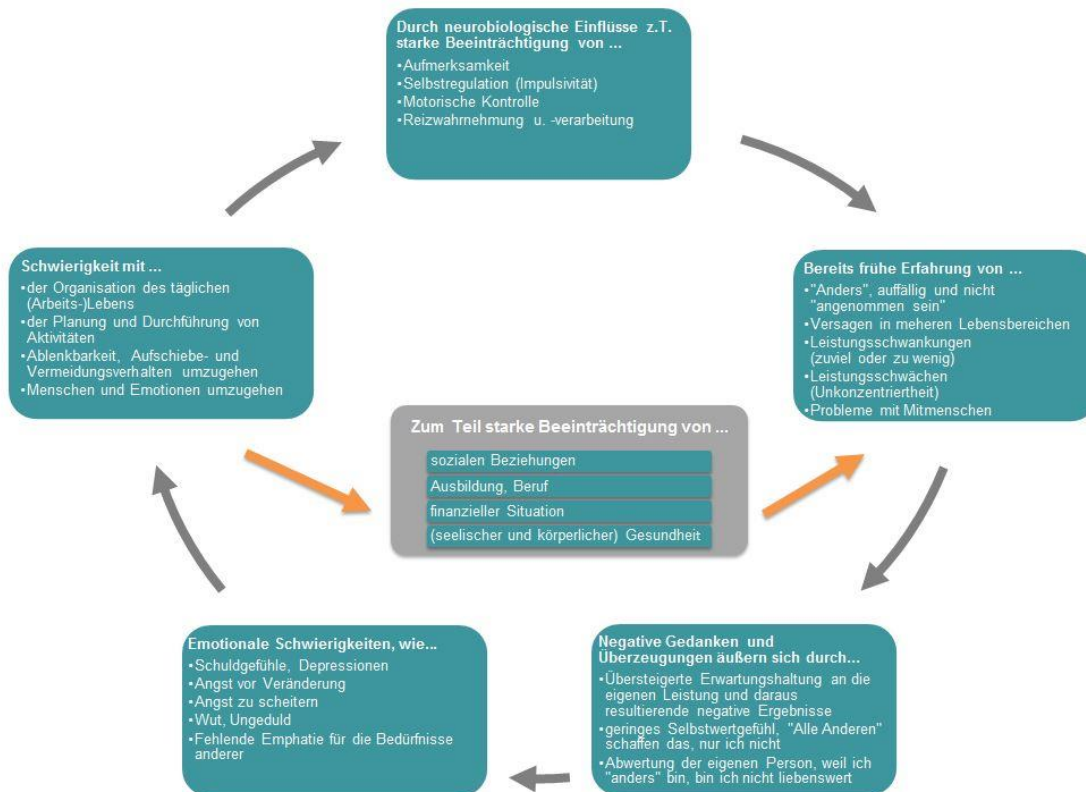 Durch neurobiologische Einflüsse z.T.
starke Beeinträchtigung von ...
•Aufmerksamkeit
•Selbstregulation (Impulsivität)
•Motorische Kontrolle
•Reizwahrnehmung u. -verarbeitung
Bereits frühe Erfahrung von ...
•"Anders", auffällig und nicht
"angenommen sein"
•Versagen in meheren Lebensbereichen
•Leistungsschwankungen
(zuviel oder zu wenig)
•Leistungsschwächen
(Unkonzentriertheit)
•Probleme mit Mitmenschen
Negative Gedanken und
Überzeugungen äußern sich durch...
•Übersteigerte Erwartungshaltung an die
eigenen Leistung und daraus
resultierende negative Ergebnisse
•geringes Selbstwertgefühl, "Alle Anderen"
schaffen das, nur ich nicht
•Abwertung der eigenen Person, weil ich
"anders" bin, bin ich nicht liebenswert
Emotionale Schwierigkeiten, wie...
•Schuldgefühle, Depressionen
•Angst vor Veränderung
•Angst zu scheitern
•Wut, Ungeduld
•Fehlende Emphatie für die Bedürfnisse
anderer
Schwierigkeit mit ...
•der Organisation des täglichen
(Arbeits-)Lebens
•der Planung und Durchführung von
Aktivitäten
•Ablenkbarkeit, Aufschiebe- und
Vermeidungsverhalten umzugehen
•Menschen und Emotionen umzugehen
Zum Teil starke Beeinträchtigung von ...
sozialen Beziehungen
Ausbildung, Beruf
finanzieller Situation
(seelischer und körperlicher) Gesundheit